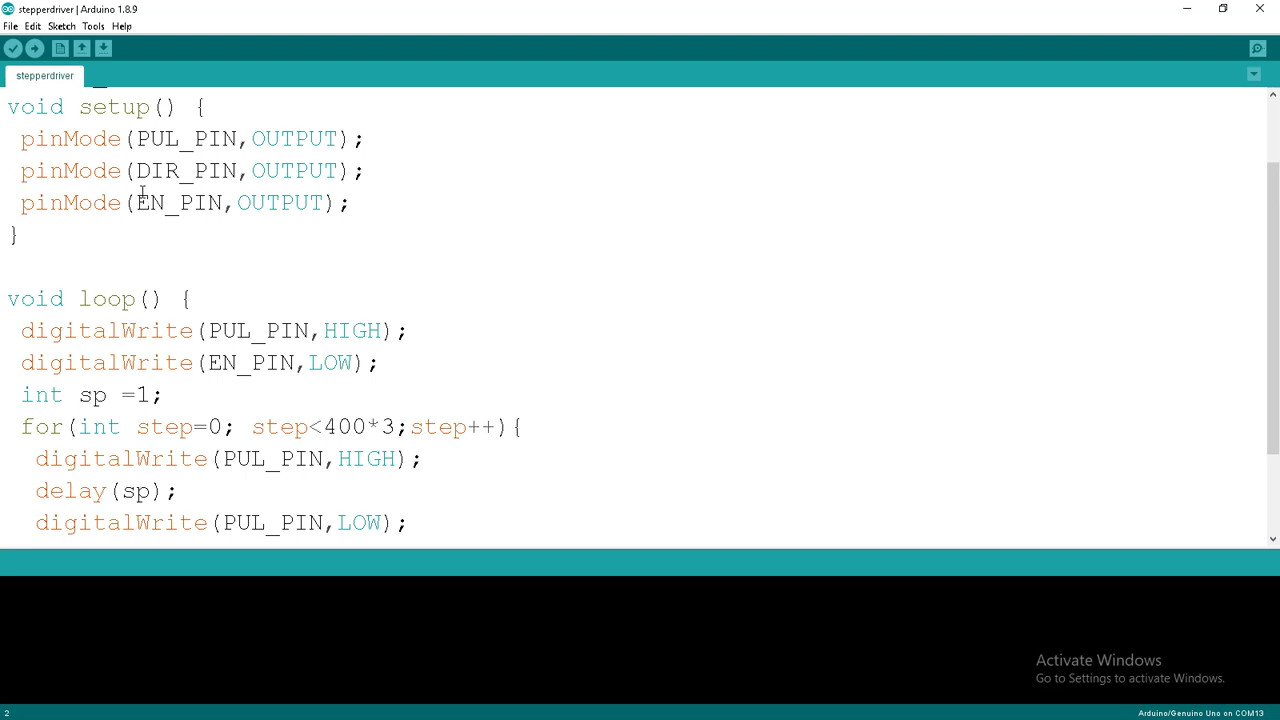 stepperdriver | Arduino 1.8.9
File Edit Sketch Tools Help
stepperdriver
void setup() {
pinMode(PUL_PIN,OUTPUT);
pinMode(DIR_PIN,OUTPUT);
pinMode(EN_PIN,OUTPUT);
}
void loop() {
digitalWrite(PUL_PIN,HIGH);
digitalWrite(EN_PIN,LOW);
int sp =1;
for(int step=0; step<400*3;step++){
digitalWrite(PUL_PIN,HIGH);
delay(sp);
digitalWrite(PUL_PIN,LOW);
Activate Windows
Go to Settings to activate Windows.
2
Arduino/Genuino Uno on COM13